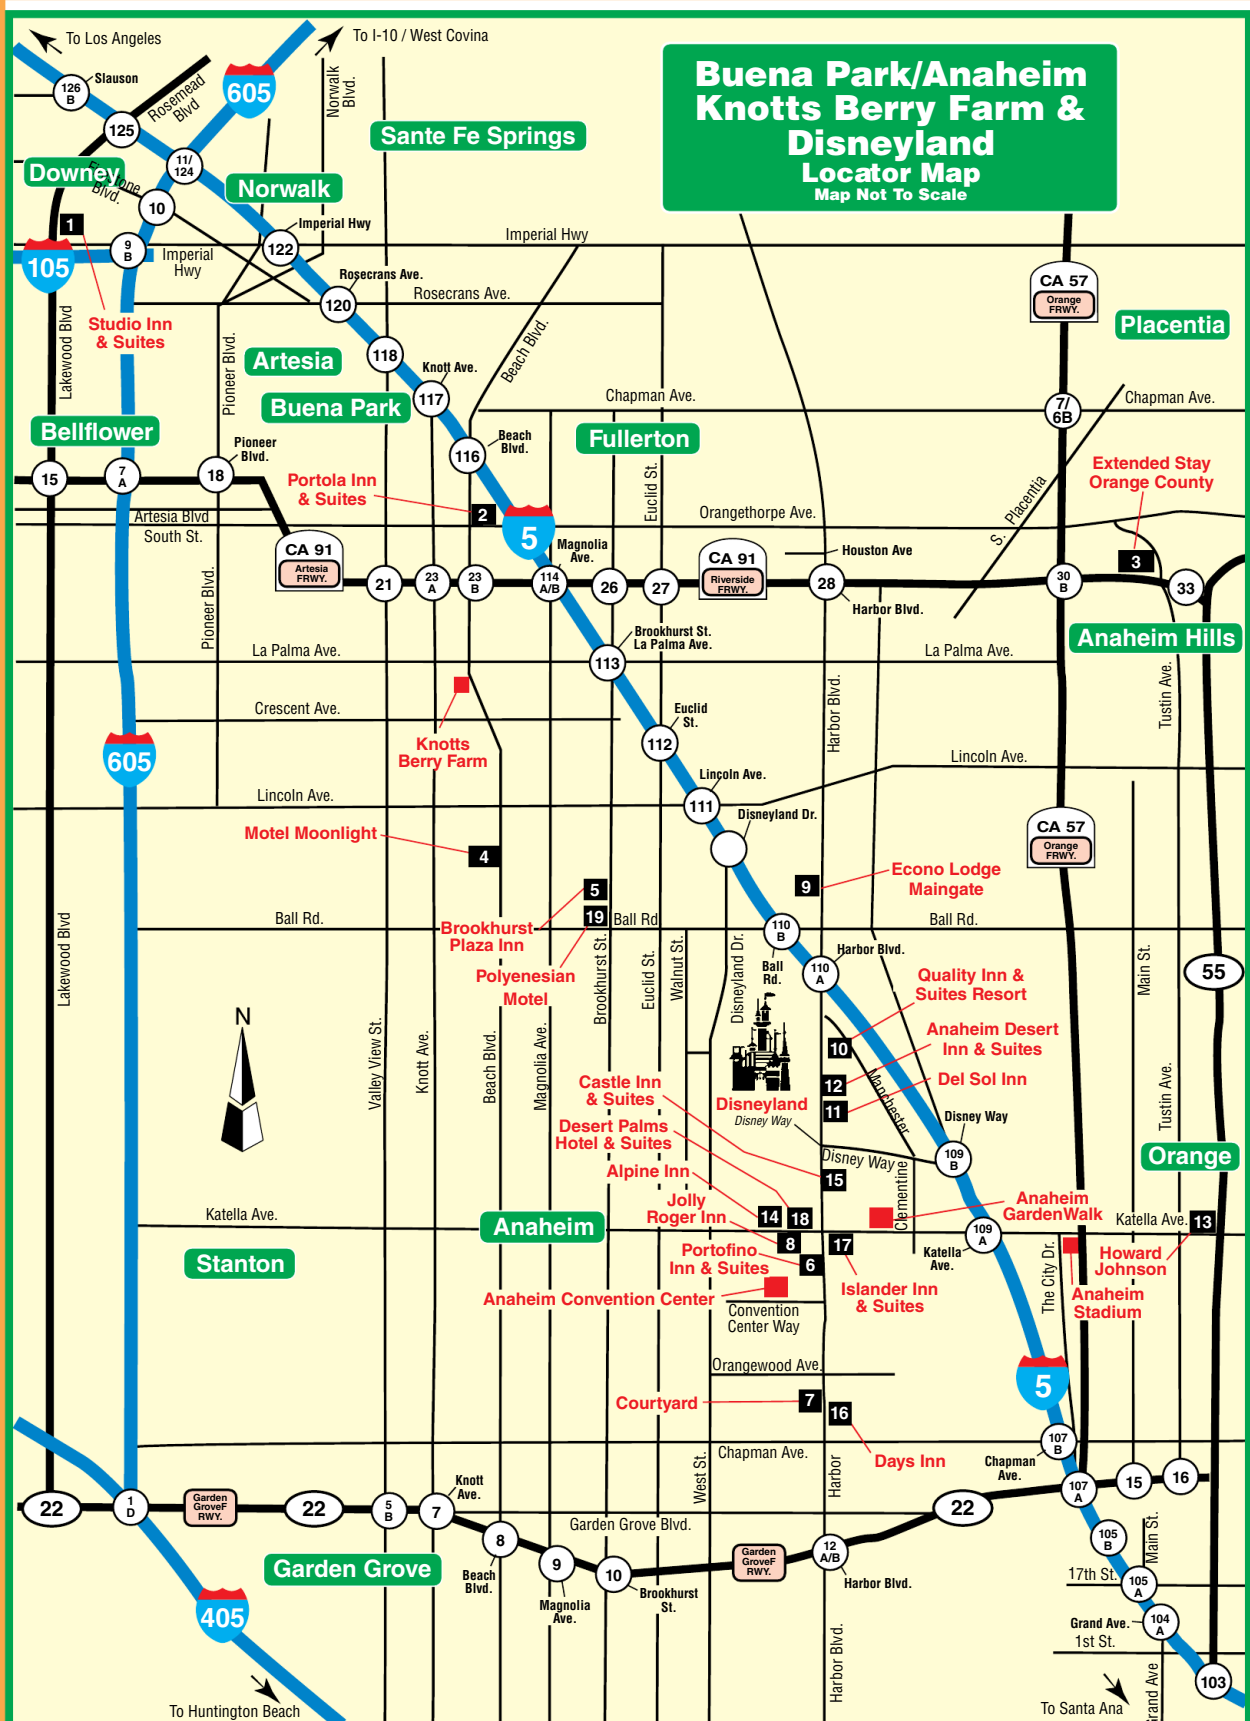 To Los Angeles
To I-10 / West Covina
Slauson
126
B
Rosemead
Blvd
605
Norwalk
Blvd.
Buena Park/Anaheim
Knotts Berry Farm &
Disneyland
Locator Map
Map Not To Scale
125
Sante Fe Springs
11/
124
Downey
Firestone
Blvd.
Norwalk
10
1
Imperial Hwy
122
Imperial Hwy
9
B
Imperial
Hwy
105
CA 57
Orange
FRWY.
Rosecrans Ave.
Rosecrans Ave.
120
Studio Inn
& Suites
Lakewood Blvd
Placentia
Pioneer Blvd.
Artesia
118
Beach Blvd.
Knott Ave.
117
Buena Park
Chapman Ave.
Chapman Ave.
7/
6B
Bellflower
Fullerton
Beach
Blvd.
116
Pioneer
Blvd.
15
7
A
18
Portola Inn
& Suites
Euclid St.
Extended Stay
Orange County
S. Placentia
2
Artesia Blvd
South St.
Orangethorpe Ave.
5
CA 91
Artesia
FRWY.
Magnolia
Ave.
CA 91
Riverside
FRWY.
Houston Ave
3
21
23
A
23
B
114
A/B
26
27
28
30
B
33
Harbor Blvd.
Pioneer Blvd.
Brookhurst St.
La Palma Ave.
Anaheim Hills
La Palma Ave.
La Palma Ave.
113
Tustin Ave.
Harbor Blvd.
Crescent Ave.
Euclid
St.
112
Knotts
Berry Farm
605
Lincoln Ave.
Lincoln Ave.
Lincoln Ave.
111
Disneyland Dr.
CA 57
Orange
FRWY.
Motel Moonlight
4
Econo Lodge
Maingate
9
5
19
Ball Rd.
Ball Rd
Ball Rd.
Brookhurst
Plaza Inn
Lakewood Blvd
110
B
Ball
Rd.
Harbor Blvd.
110
A
55
Polyenesian
Motel
Brookhurst St.
Euclid St.
Walnut St.
Disneyland Dr.
Main St.
Quality Inn &
Suites Resort
N
Valley View St.
Knott Ave.
Beach Blvd.
Magnolia Ave.
10
Anaheim Desert
Inn & Suites
Castle Inn
& Suites
12
Del Sol Inn
11
Manchester
Disneyland
Disney Way
Tustin Ave.
Desert Palms
Hotel & Suites
Disney Way
109
B
Disney Way
Orange
Alpine Inn
15
Clementine
Jolly
Roger Inn
14
18
Anaheim
GardenWalk
Katella Ave.
Anaheim
Katella Ave.
13
109
A
Katella
Ave.
8
17
Stanton
Portofino
Inn & Suites
6
The City Dr.
Howard
Johnson
Anaheim
Stadium
Islander Inn
& Suites
Anaheim Convention Center
Convention
Center Way
Orangewood Ave.
5
Courtyard
7
16
Chapman Ave.
107
B
Days Inn
Chapman
Ave.
West St.
Harbor
22
1
D
Garden
GroveF
RWY.
22
5
B
7
Knott
Ave.
22
107
A
15
16
Garden Grove Blvd.
8
Beach
Blvd.
Garden Grove
9
Magnolia
Ave.
10
Brookhurst
St.
Garden
GroveF
RWY.
12
A/B
Harbor Blvd.
105
B
Main St.
17th St.
105
A
405
Grand Ave.
104
A
1st St.
Harbor Blvd.
103
To Huntington Beach
To Santa Ana
rand Ave